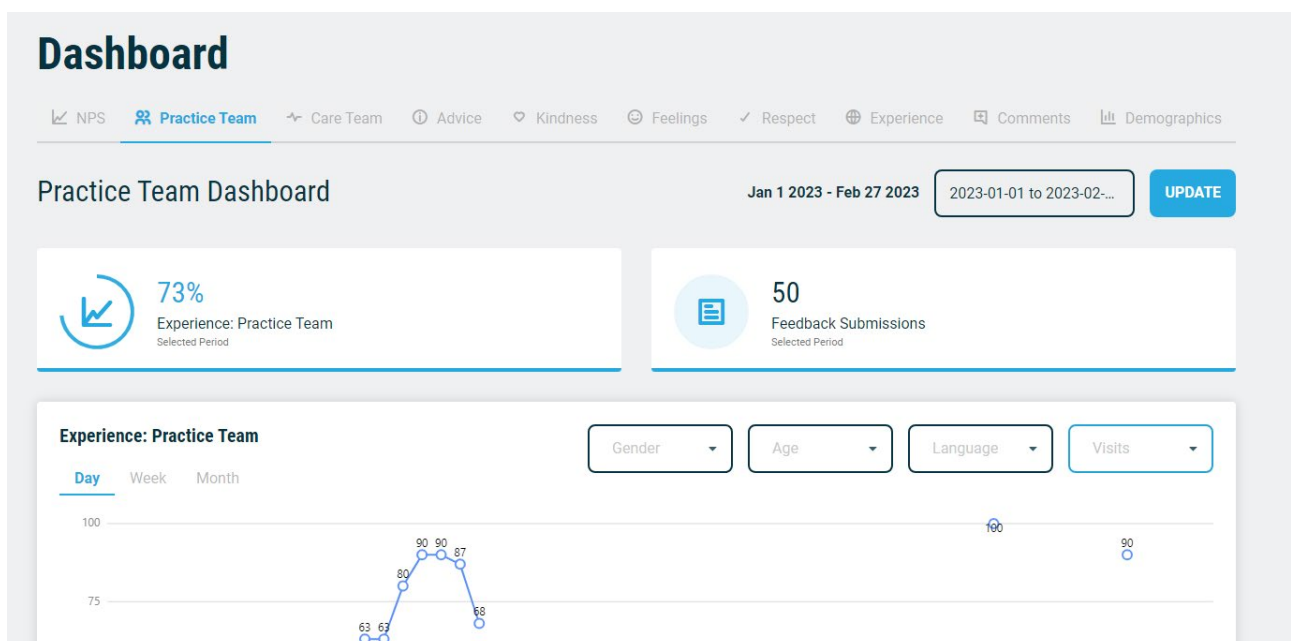 Dashboard
NPS Practice Team Care Team Advice Kindness Feelings Respect Experience Comments Demographics
Practice Team Dashboard
Jan 1 2023 - Feb 27 2023 2023-01-01 to 2023-02-... UPDATE
73%
Experience: Practice Team
Selected Period
50
Feedback Submissions
Selected Period
Experience: Practice Team
Gender Age Language Visits
Day Week Month
100
100
90 90 87
90
80
75
68
63 63